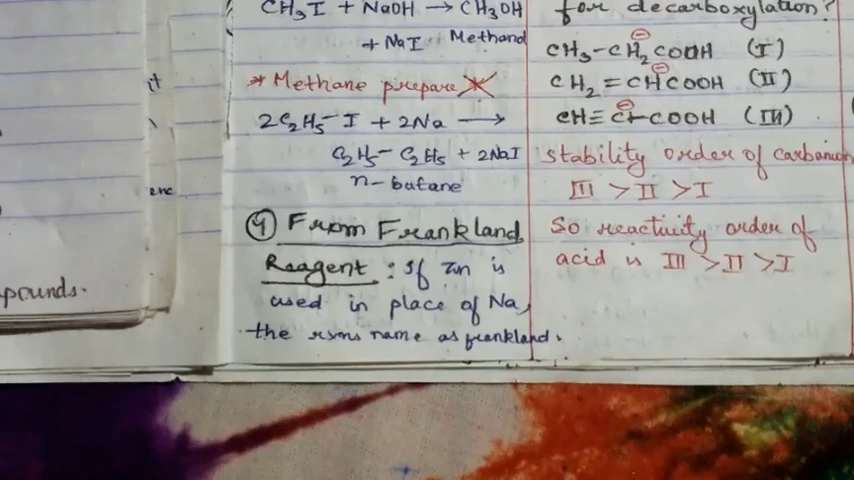 CH3I + NaOH → CH3OH
+ NaI Methanol
* Methane prepare X
2C2H5-I + 2Na →
C2H5- C2H5 + 2NaI
n-butane
④ From Frankland
Reagent : If Zn is
used in place of Na,
the rxns name as frankland.
for decarboxylation?
CH3-CH2COOH (I)
⊖
CH2=CHCOOH (II)
⊖
CH≡C-COOH (III)
⊖
stability order of carbanion
III > II > I
So reactivity order of
acid is III > II > I
it
enc
pounds.